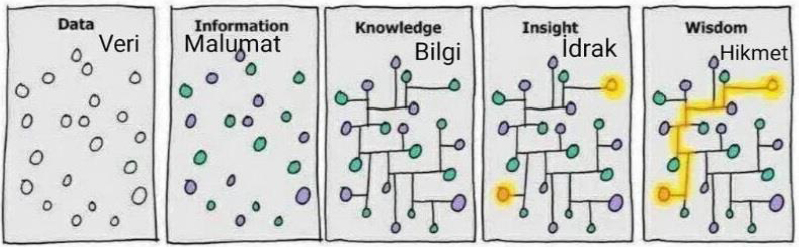 Data
Veri
Information
Malumat
Knowledge
Bilgi
Insight
İdrak
Wisdom
Hikmet